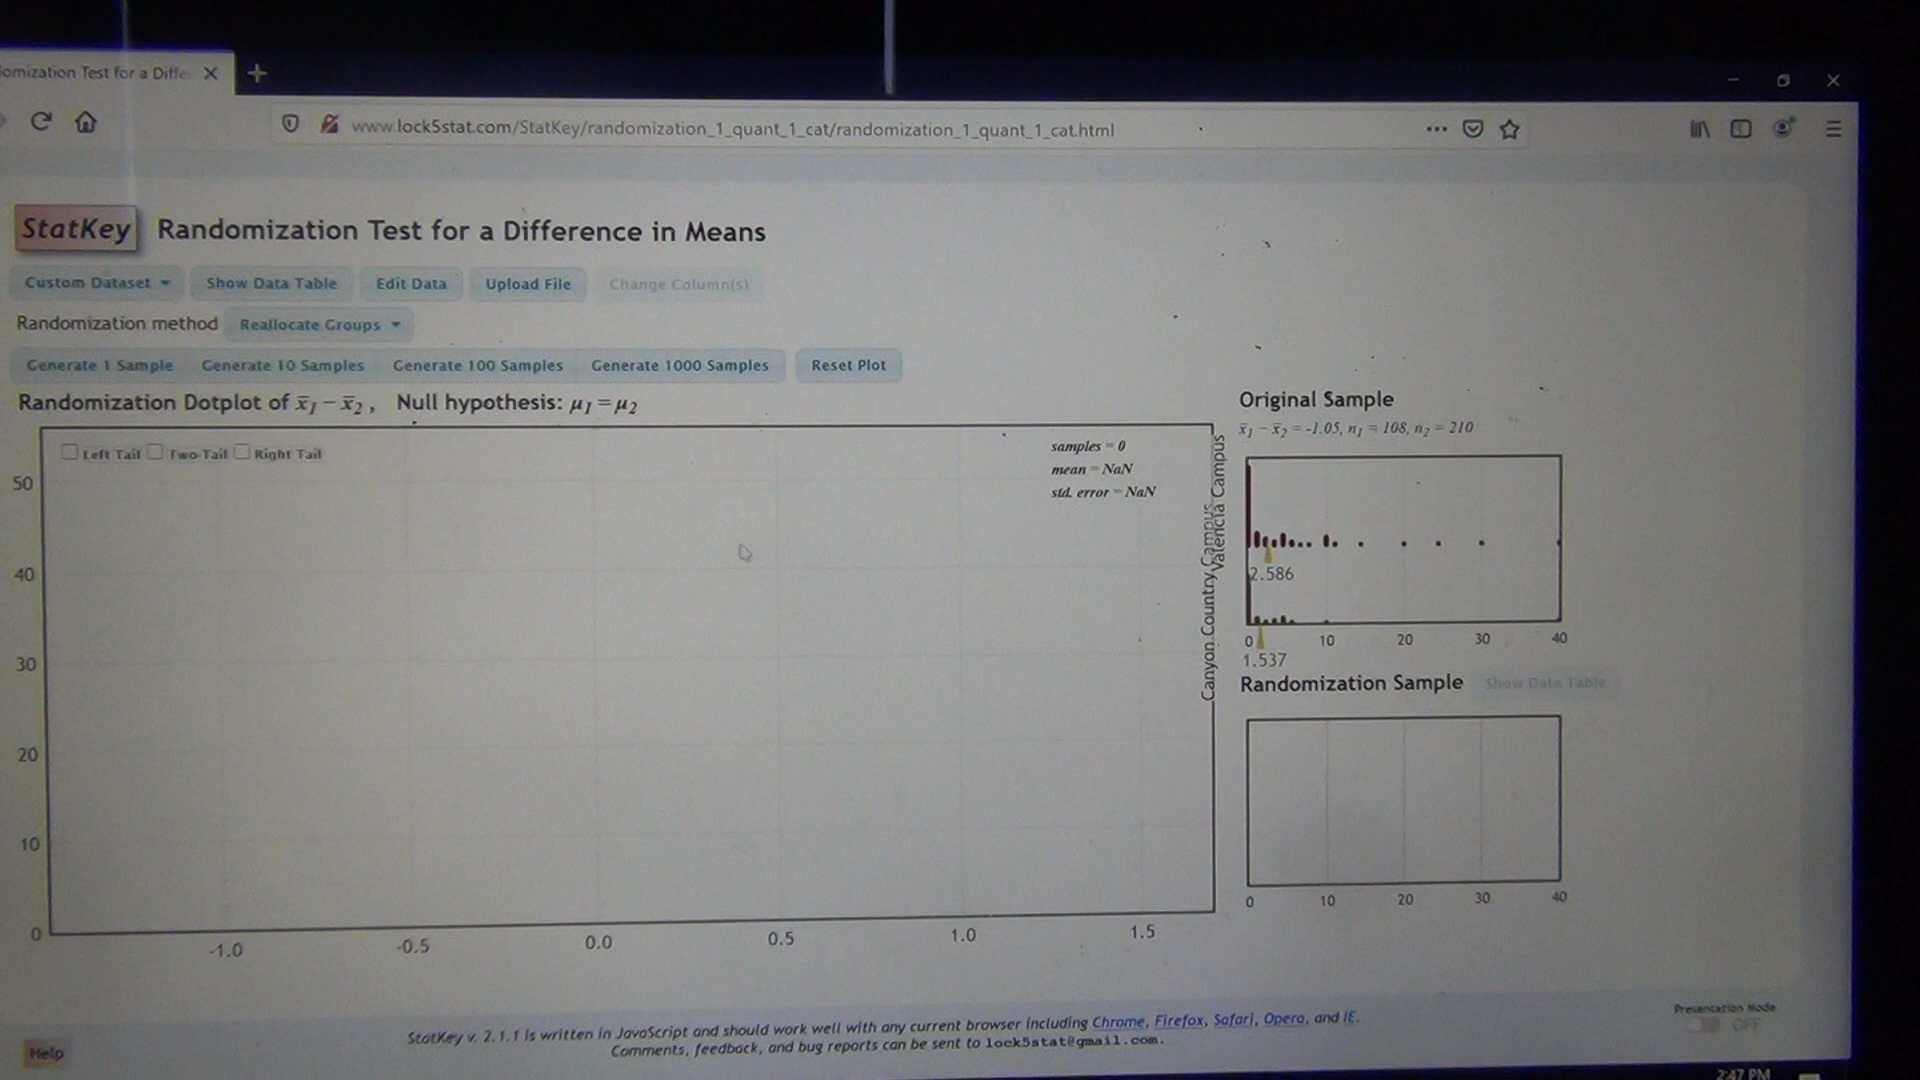 omization Test for a Diffe
www.lock5stat.com/StatKey/randomization_1_quant_1_cat/randomization_1_quant_1_cat.html
StatKey Randomization Test for a Difference in Means
Custom Dataset Show Data Table Edit Data Upload File Change Column(s)
Randomization method Reallocate Groups
Generate 1 Sample Generate 10 Samples Generate 100 Samples Generate 1000 Samples Reset Plot
Randomization Dotplot of x̄₁ − x̄₂ , Null hypothesis: μ₁ = μ₂
Left Tail Two-Tail Right Tail
samples = 0
mean = NaN
std. error = NaN
50
40
30
20
10
0
-1.0 -0.5 0.0 0.5 1.0 1.5
Original Sample
x̄₁ − x̄₂ = -1.05, n₁ = 108, n₂ = 210
Valencia Campus
Canyon Country Campus
2.586
0 10 20 30 40
1.537
Randomization Sample Show Data Table
0 10 20 30 40
StatKey v. 2.1.1 is written in JavaScript and should work well with any current browser including Chrome, Firefox, Safari, Opera, and IE.
Comments, feedback, and bug reports can be sent to lock5stat@gmail.com.
Help
Presentation Mode
OFF
2:47 PM